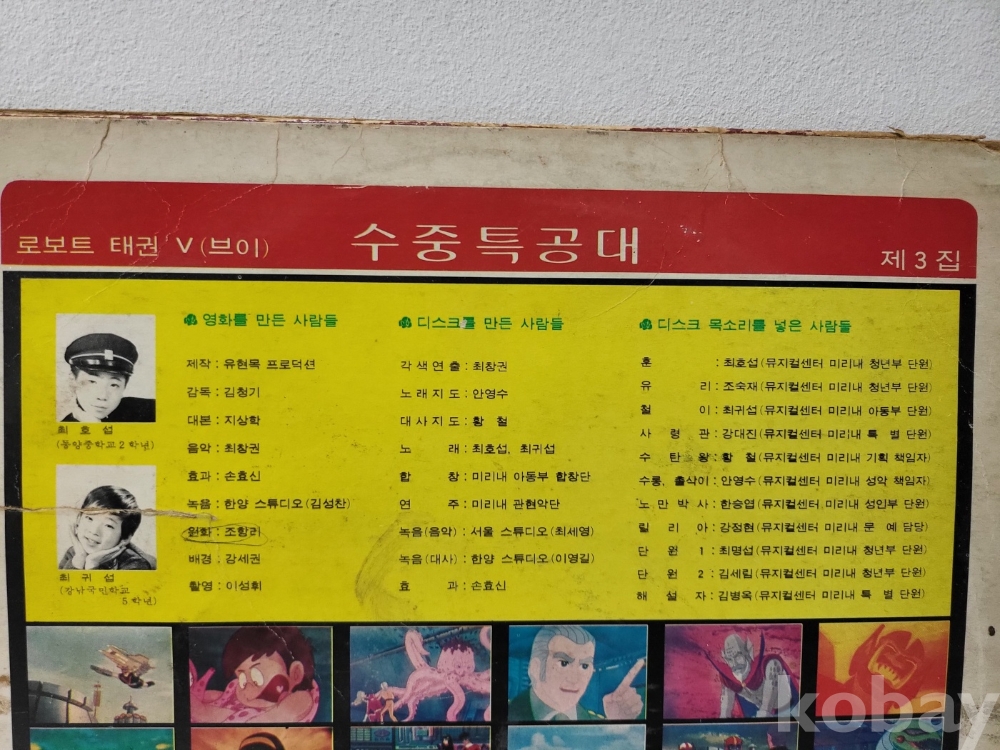 로보트 태권 V(브이)
수중특공대
제3집
최호섭
(동양중학교2학년)
최귀섭
(강남국민학교
5학년)
영화를 만든 사람들
제작 : 유현목 프로덕션
감독 : 김청기
대본 : 지상학
음악 : 최창권
효과 : 손효신
녹음 : 한양 스튜디오(김성찬)
원화 : 조항리
배경 : 강세권
촬영 : 이성휘
디스크를 만든 사람들
각색연출 : 최창권
노래지도 : 안영수
대사지도 : 황 철
노 래 : 최호섭, 최귀섭
합 창 : 미리내 아동부 합창단
연 주 : 미리내 관현악단
녹음(음악) : 서울 스튜디오(최세영)
녹음(대사) : 한양 스튜디오(이영길)
효 과 : 손효신
디스크 목소리를 넣은 사람들
훈 : 최호섭(뮤지컬센터 미리내 청년부 단원)
유 리 : 조숙재(뮤지컬센터 미리내 청년부 단원)
철 이 : 최귀섭(뮤지컬센터 미리내 아동부 단원)
사 령 관 : 강대진(뮤지컬센터 미리내 특 별 단원)
수 탄 왕 : 황 철(뮤지컬센터 미리내 기획 책임자)
수룡, 촐삭이 : 안영수(뮤지컬센터 미리내 성악 책임자)
노 만 박 사 : 한승엽(뮤지컬센터 미리내 성인부 단원)
릴 리 아 : 강정현(뮤지컬센터 미리내 문 예 담당)
단 원 1 : 최명섭(뮤지컬센터 미리내 청년부 단원)
단 원 2 : 김세림(뮤지컬센터 미리내 청년부 단원)
해 설 자 : 김병옥(뮤지컬센터 미리내 특 별 단원)
kobay